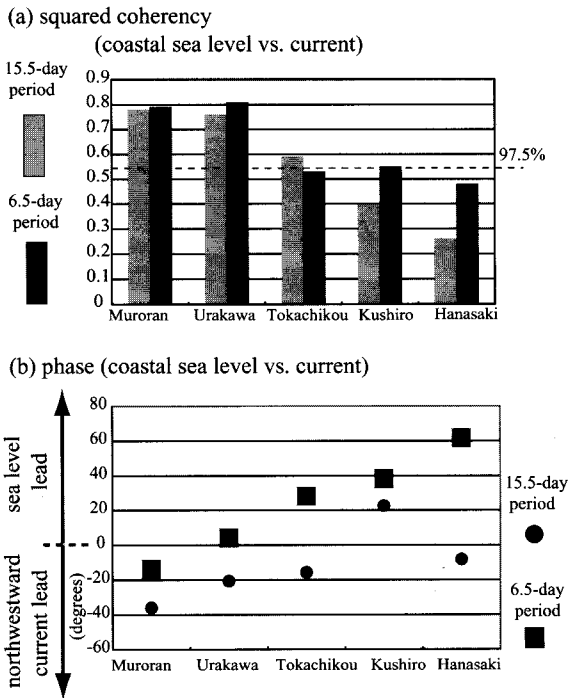 (a) squared coherency
(coastal sea level vs. current)
15.5-day
period
6.5-day
period
0.9
0.8
0.7
0.6
0.5
0.4
0.3
0.2
0.1
0
97.5%
Muroran Urakawa Tokachikou Kushiro Hanasaki
(b) phase (coastal sea level vs. current)
sea level
lead
northwestward
current lead
(degrees)
80
60
40
20
0
-20
-40
-60
Muroran Urakawa Tokachikou Kushiro Hanasaki
15.5-day
period
6.5-day
period